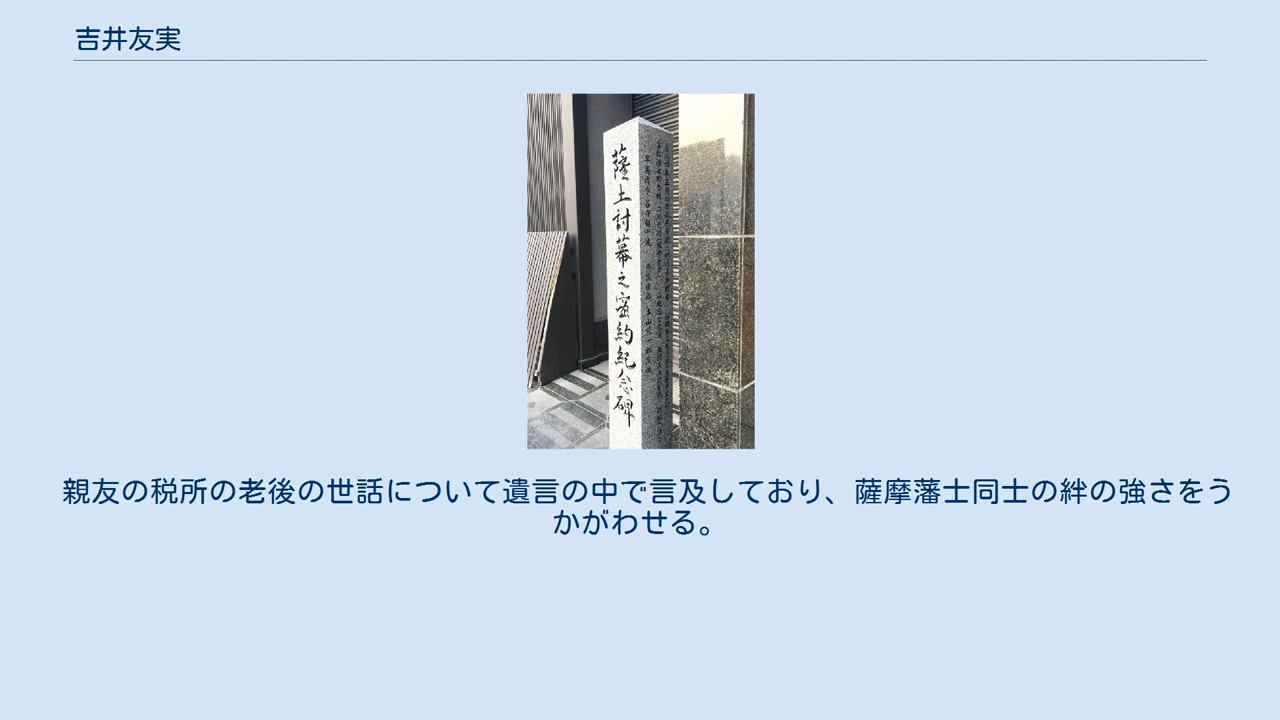 吉井友実
薩土討幕之密約紀念碑
親友の税所の老後の世話について遺言の中で言及しており、薩摩藩士同士の絆の強さをう
かがわせる。